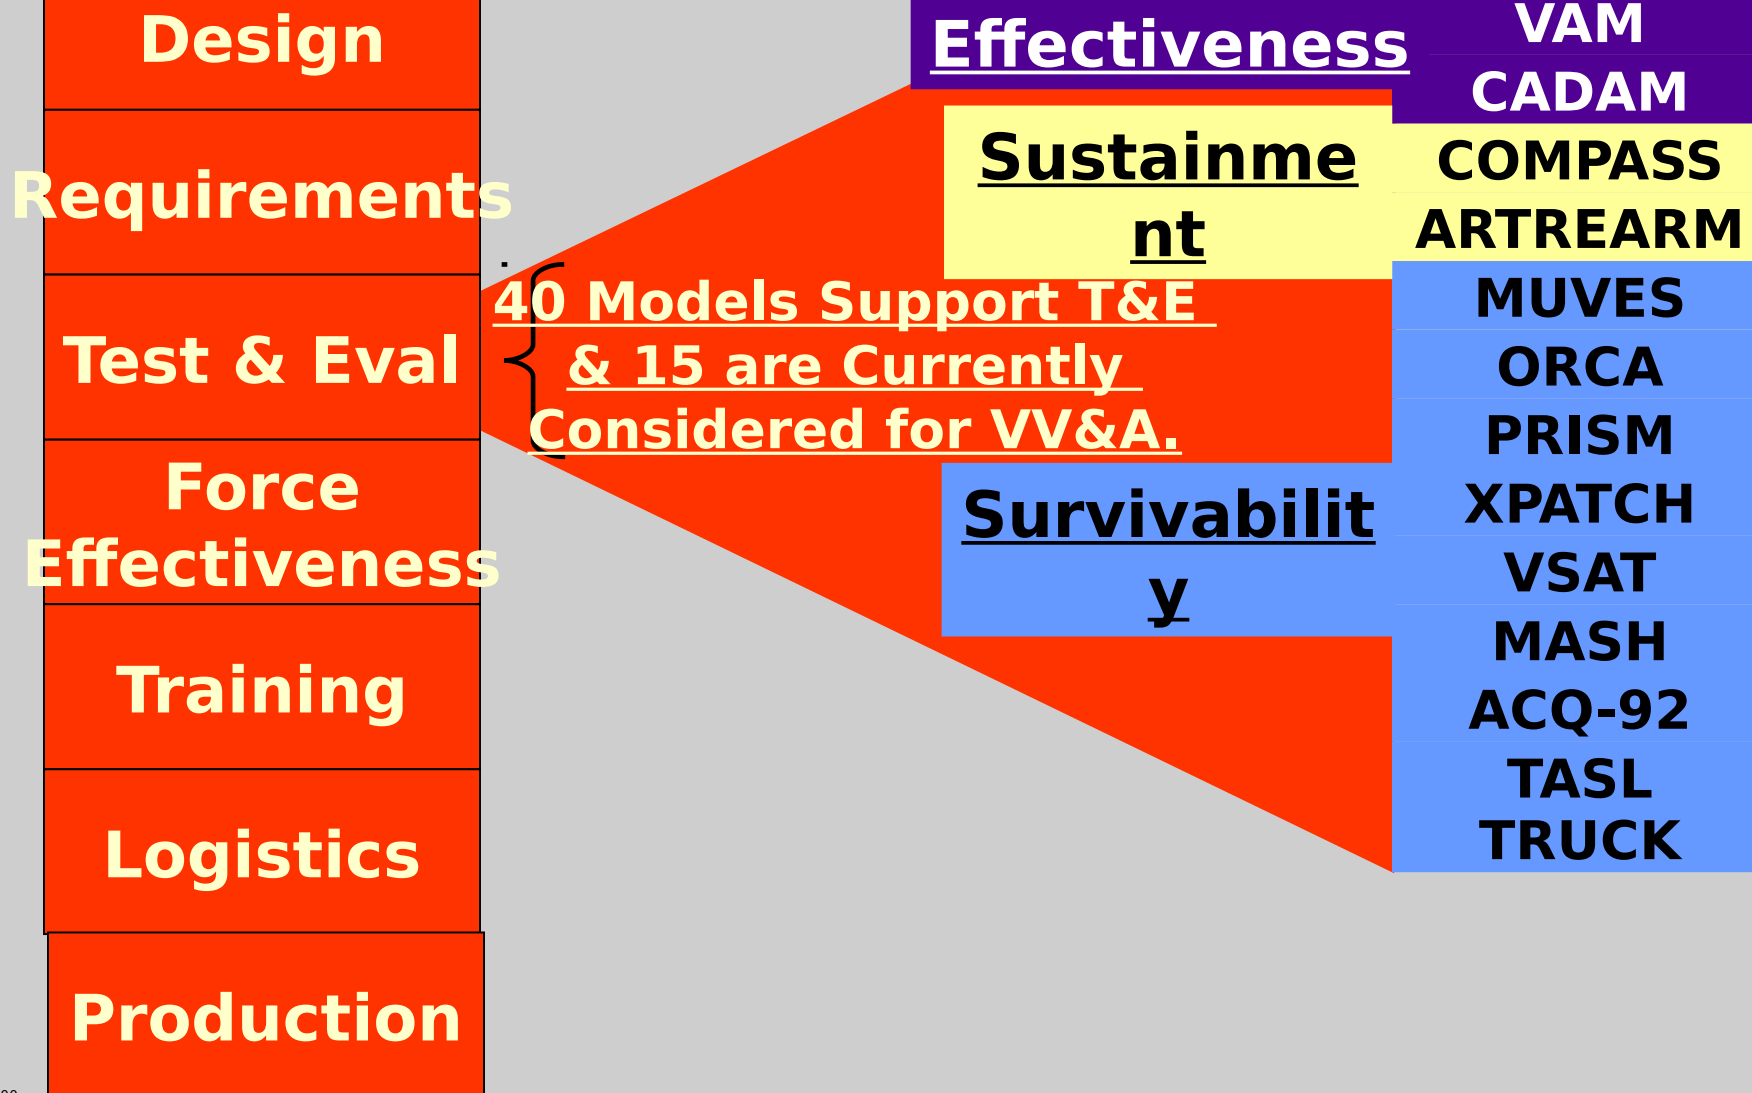 Design
Requirements
Test & Eval
Force
Effectiveness
Training
Logistics
Production
40 Models Support T&E
& 15 are Currently
Considered for VV&A.
Effectiveness
Sustainme
nt
Survivabilit
y
VAM
CADAM
COMPASS
ARTREARM
MUVES
ORCA
PRISM
XPATCH
VSAT
MASH
ACQ-92
TASL
TRUCK